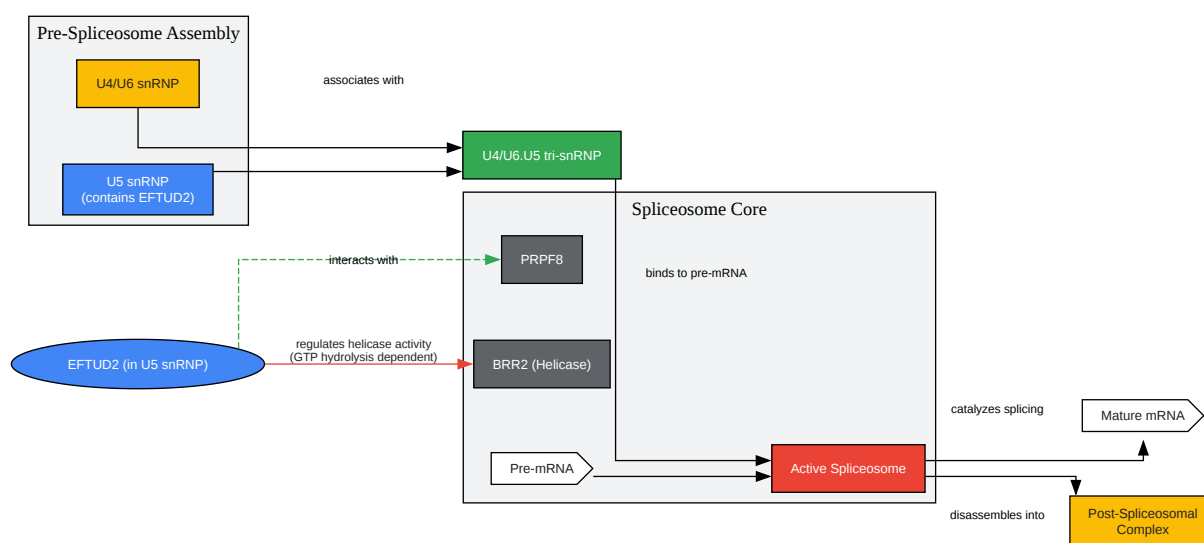 Pre-Spliceosome Assembly
U4/U6 snRNP
associates with
U4/U6.U5 tri-snRNP
U5 snRNP
(contains EFTUD2)
Spliceosome Core
interacts with
PRPF8
binds to pre-mRNA
EFTUD2 (in U5 snRNP)
regulates helicase activity
(GTP hydrolysis dependent)
BRR2 (Helicase)
catalyzes splicing
Mature mRNA
Pre-mRNA
Active Spliceosome
disassembles into
Post-Spliceosomal
Complex